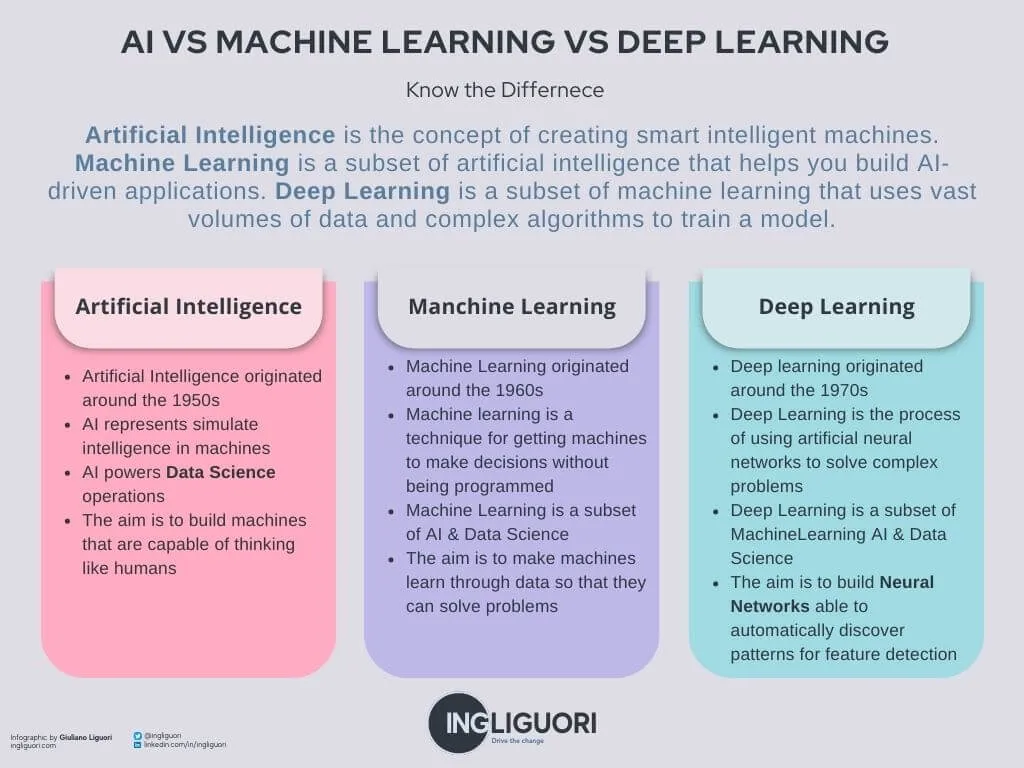 AI VS MACHINE LEARNING VS DEEP LEARNING
Know the Differnece
Artificial Intelligence is the concept of creating smart intelligent machines.
Machine Learning is a subset of artificial intelligence that helps you build AI-
driven applications. Deep Learning is a subset of machine learning that uses vast
volumes of data and complex algorithms to train a model.
Artificial Intelligence
• Artificial Intelligence originated
around the 1950s
• AI represents simulate
intelligence in machines
• AI powers Data Science
operations
• The aim is to build machines
that are capable of thinking
like humans
Manchine Learning
• Machine Learning originated
around the 1960s
• Machine learning is a
technique for getting machines
to make decisions without
being programmed
• Machine Learning is a subset
of AI & Data Science
• The aim is to make machines
learn through data so that they
can solve problems
Deep Learning
• Deep learning originated
around the 1970s
• Deep Learning is the process
of using artificial neural
networks to solve complex
problems
• Deep Learning is a subset of
MachineLearning AI & Data
Science
• The aim is to build Neural
Networks able to
automatically discover
patterns for feature detection
Infographic by Giuliano Liguori
ingliguori.com
@ingliguori
linkedin.com/in/ingliguori
INGLIGUORI
Drive the change